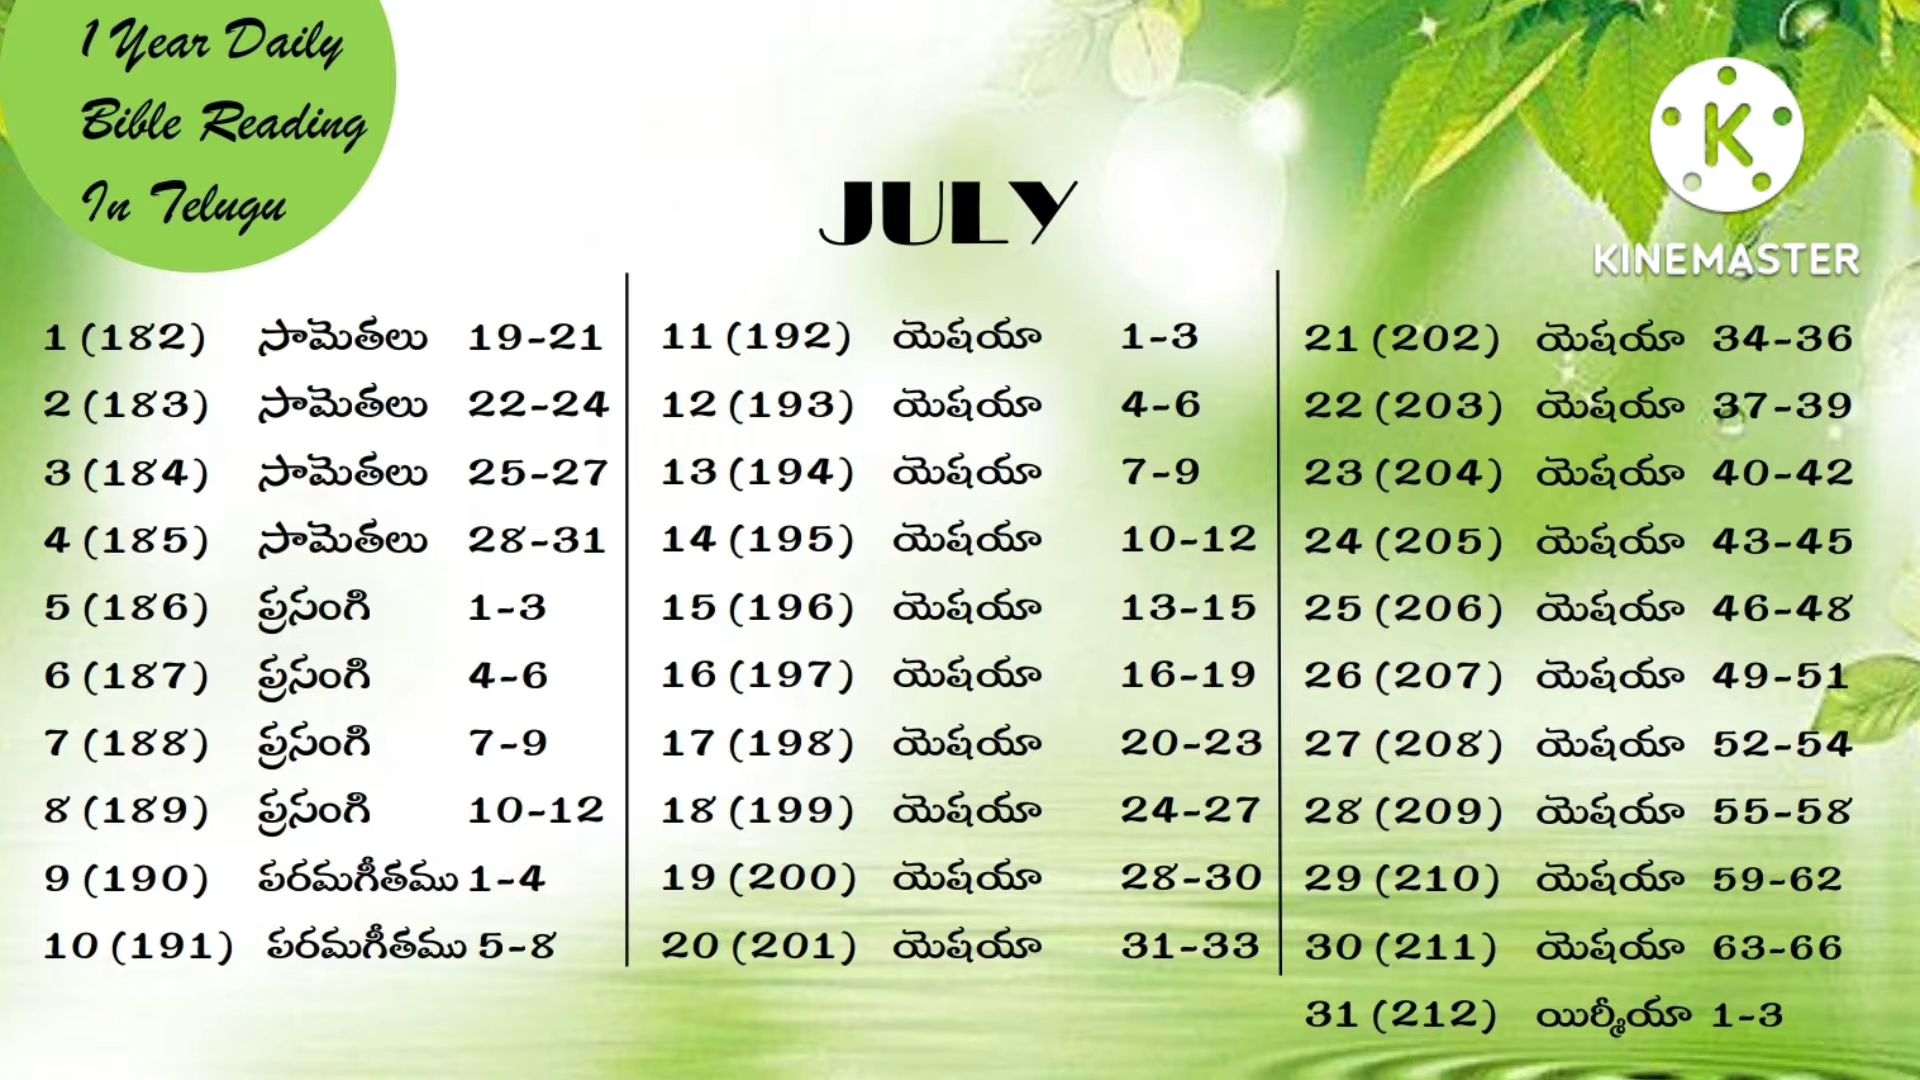 1 Year Daily
Bible Reading
In Telugu
JULY
KINEMASTER
1 (182) సామెతలు 19-21
2 (183) సామెతలు 22-24
3 (184) సామెతలు 25-27
4 (185) సామెతలు 28-31
5 (186) ప్రసంగి 1-3
6 (187) ప్రసంగి 4-6
7 (188) ప్రసంగి 7-9
8 (189) ప్రసంగి 10-12
9 (190) పరమగీతము 1-4
10 (191) పరమగీతము 5-8
11 (192) యెషయా 1-3
12 (193) యెషయా 4-6
13 (194) యెషయా 7-9
14 (195) యెషయా 10-12
15 (196) యెషయా 13-15
16 (197) యెషయా 16-19
17 (198) యెషయా 20-23
18 (199) యెషయా 24-27
19 (200) యెషయా 28-30
20 (201) యెషయా 31-33
21 (202) యెషయా 34-36
22 (203) యెషయా 37-39
23 (204) యెషయా 40-42
24 (205) యెషయా 43-45
25 (206) యెషయా 46-48
26 (207) యెషయా 49-51
27 (208) యెషయా 52-54
28 (209) యెషయా 55-58
29 (210) యెషయా 59-62
30 (211) యెషయా 63-66
31 (212) యిర్మీయా 1-3